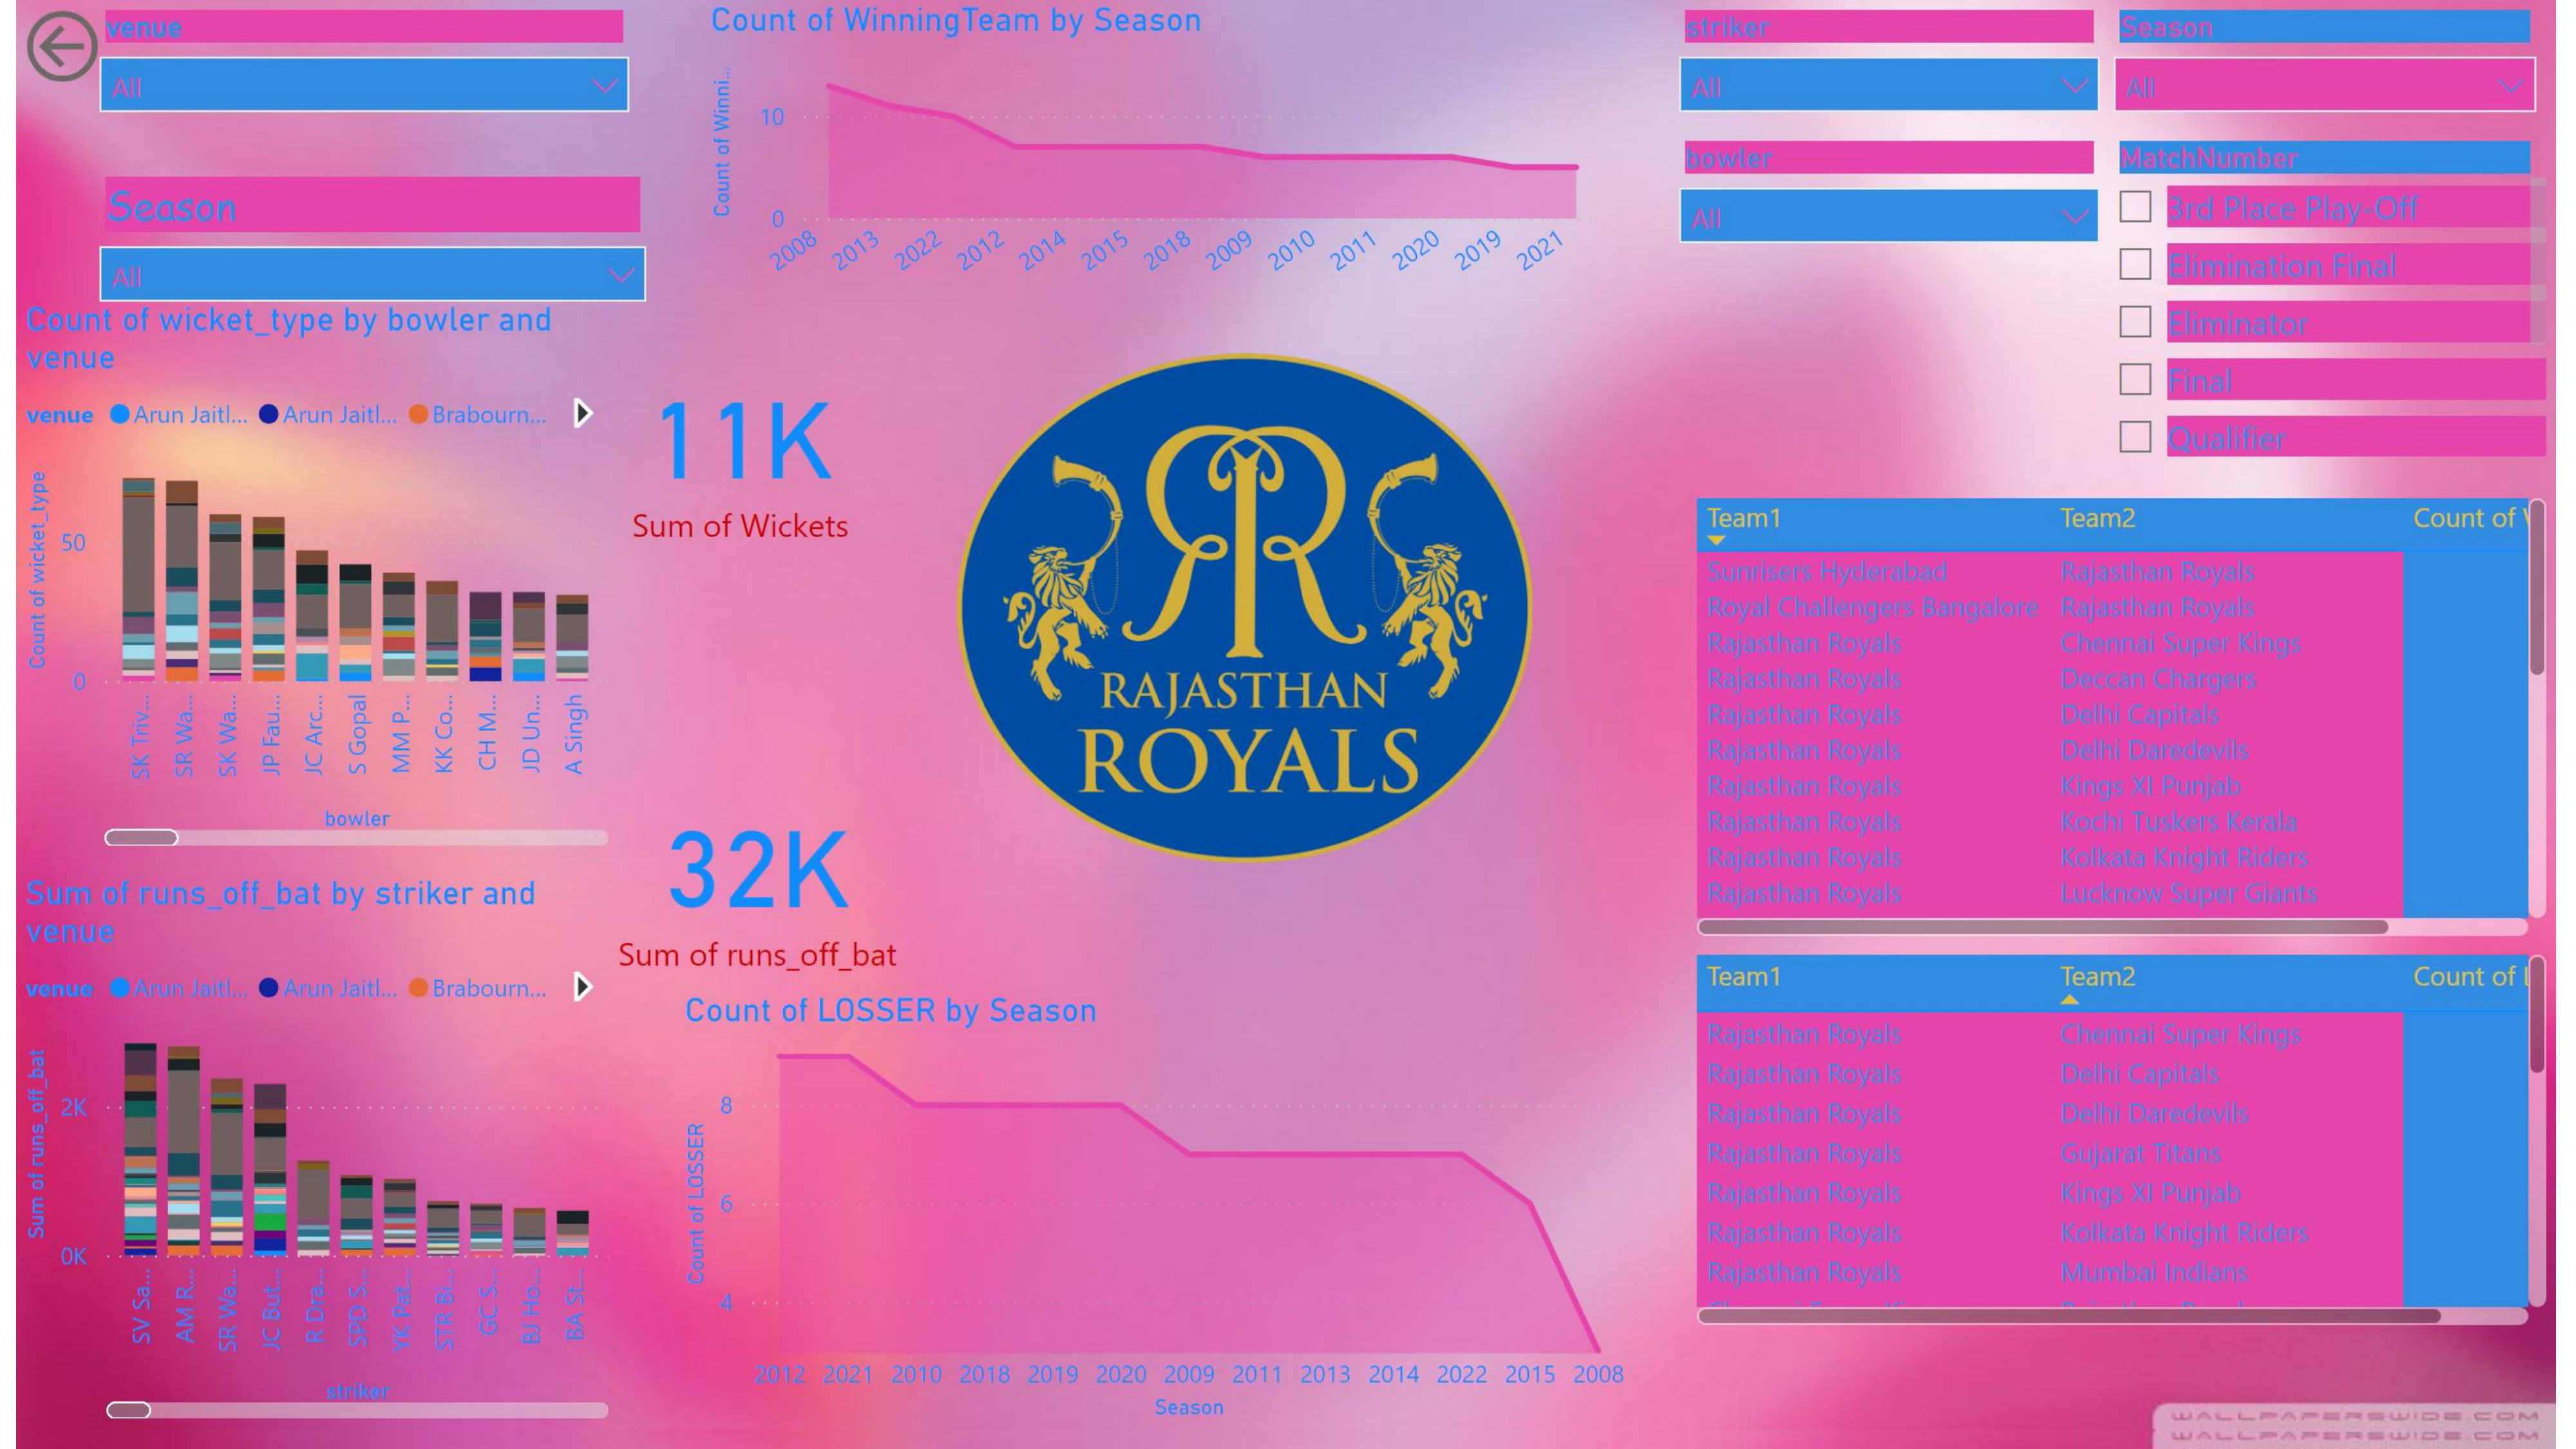 venue
All
Season
All
Count of wicket_type by bowler and
venue
venue Arun Jaitl... Arun Jaitl... Brabourn...
Count of wicket_type
50
0
SK Triv...
SR Wa...
SK Wa...
JP Fau...
JC Arc...
S Gopal
MM P...
KK Co...
CH M...
JD Un...
A Singh
bowler
Sum of runs_off_bat by striker and
venue
venue Arun Jaitl... Arun Jaitl... Brabourn...
Sum of runs_off_bat
2K
0K
SV Sa...
AM R...
SR Wa...
JC But...
R Dra...
SPD S...
YK Pat...
STR Bi...
GC S...
BJ Ho...
BA St...
striker
Count of WinningTeam by Season
Count of Winni...
10
0
2008 2013 2022 2012 2014 2015 2018 2009 2010 2011 2020 2019 2021
11K
Sum of Wickets
RR
RAJASTHAN
ROYALS
32K
Sum of runs_off_bat
Count of LOSSER by Season
Count of LOSSER
8
6
4
2012 2021 2010 2018 2019 2020 2009 2011 2013 2014 2022 2015 2008
Season
striker
All
bowler
All
Season
All
MatchNumber
3rd Place Play-Off
Elimination Final
Eliminator
Final
Qualifier
Team1 Team2 Count of
Sunrisers Hyderabad Rajasthan Royals
Royal Challengers Bangalore Rajasthan Royals
Rajasthan Royals Chennai Super Kings
Rajasthan Royals Deccan Chargers
Rajasthan Royals Delhi Capitals
Rajasthan Royals Delhi Daredevils
Rajasthan Royals Kings XI Punjab
Rajasthan Royals Kochi Tuskers Kerala
Rajasthan Royals Kolkata Knight Riders
Rajasthan Royals Lucknow Super Giants
Team1 Team2 Count of
Rajasthan Royals Chennai Super Kings
Rajasthan Royals Delhi Capitals
Rajasthan Royals Delhi Daredevils
Rajasthan Royals Gujarat Titans
Rajasthan Royals Kings XI Punjab
Rajasthan Royals Kolkata Knight Riders
Rajasthan Royals Mumbai Indians
WALLPAPERSWIDE.COM
WALLPAPERSWIDE.COM